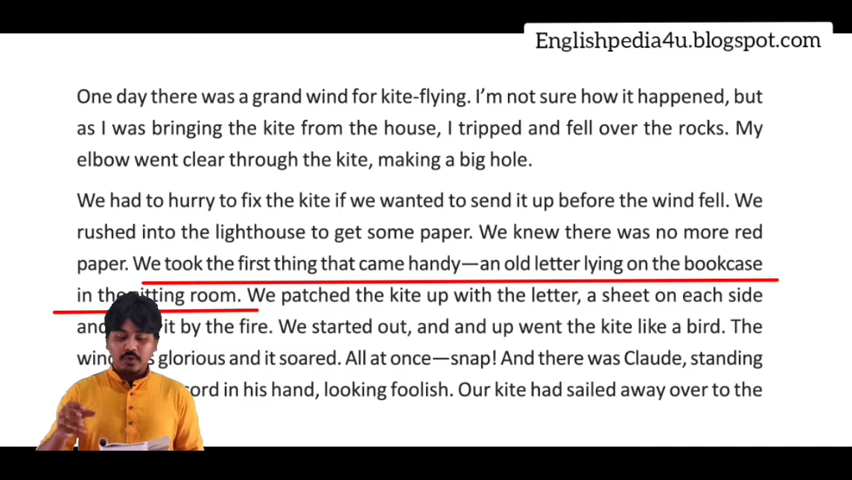 Englishpedia4u.blogspot.com
One day there was a grand wind for kite-flying. I'm not sure how it happened, but
as I was bringing the kite from the house, I tripped and fell over the rocks. My
elbow went clear through the kite, making a big hole.
We had to hurry to fix the kite if we wanted to send it up before the wind fell. We
rushed into the lighthouse to get some paper. We knew there was no more red
paper. We took the first thing that came handy—an old letter lying on the bookcase
in the sitting room. We patched the kite up with the letter, a sheet on each side
and it by the fire. We started out, and and up went the kite like a bird. The
glorious and it soared. All at once—snap! And there was Claude, standing
cord in his hand, looking foolish. Our kite had sailed away over to the